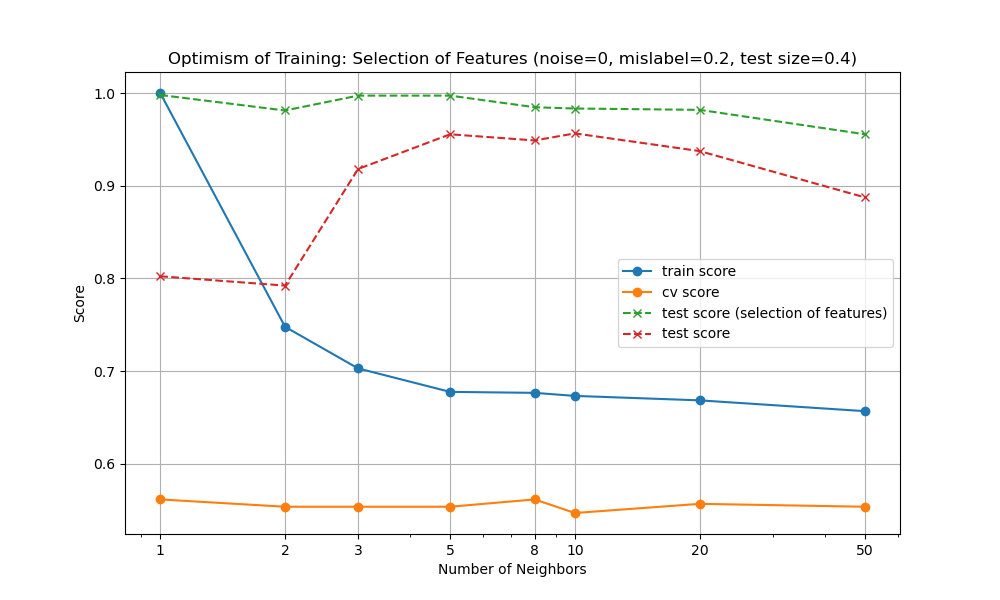 Optimism of Training: Selection of Features (noise=0, mislabel=0.2, test size=0.4)
1.0
0.9
0.8
0.7
0.6
Score
train score
cv score
test score (selection of features)
test score
1 2 3 5 8 10 20 50
Number of Neighbors